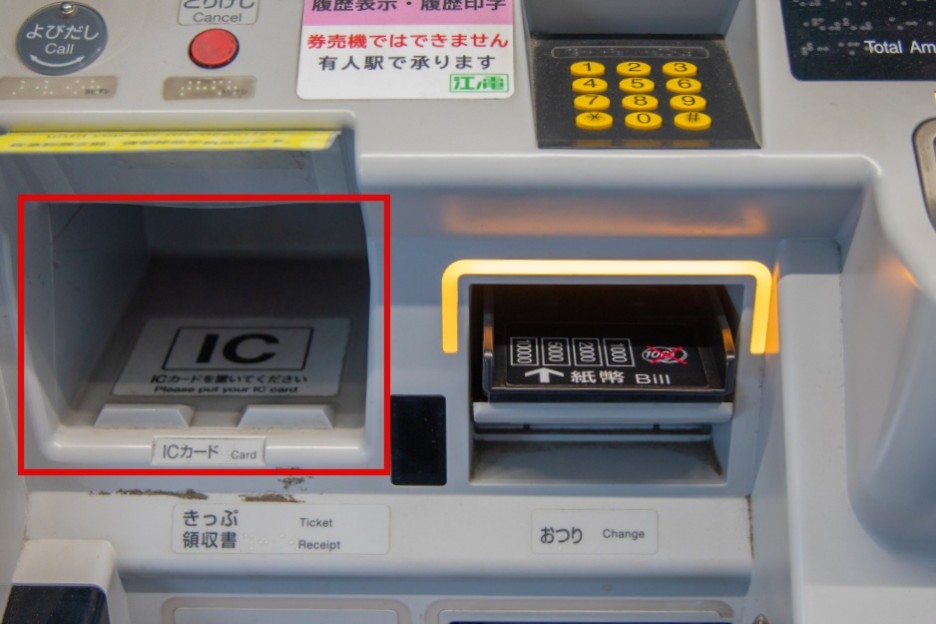 よびだし
Call
とりけし
Cancel
履歴表示・履歴印字
券売機ではできません
有人駅で承ります
江ノ電
1 2 3
4 5 6
7 8 9
* 0 #
Total Am
IC
ICカードを置いてください
Please put your IC card
ICカード Card
10000 5000 2000 1000
紙幣 Bill
きっぷ Ticket
領収書 Receipt
おつり Change